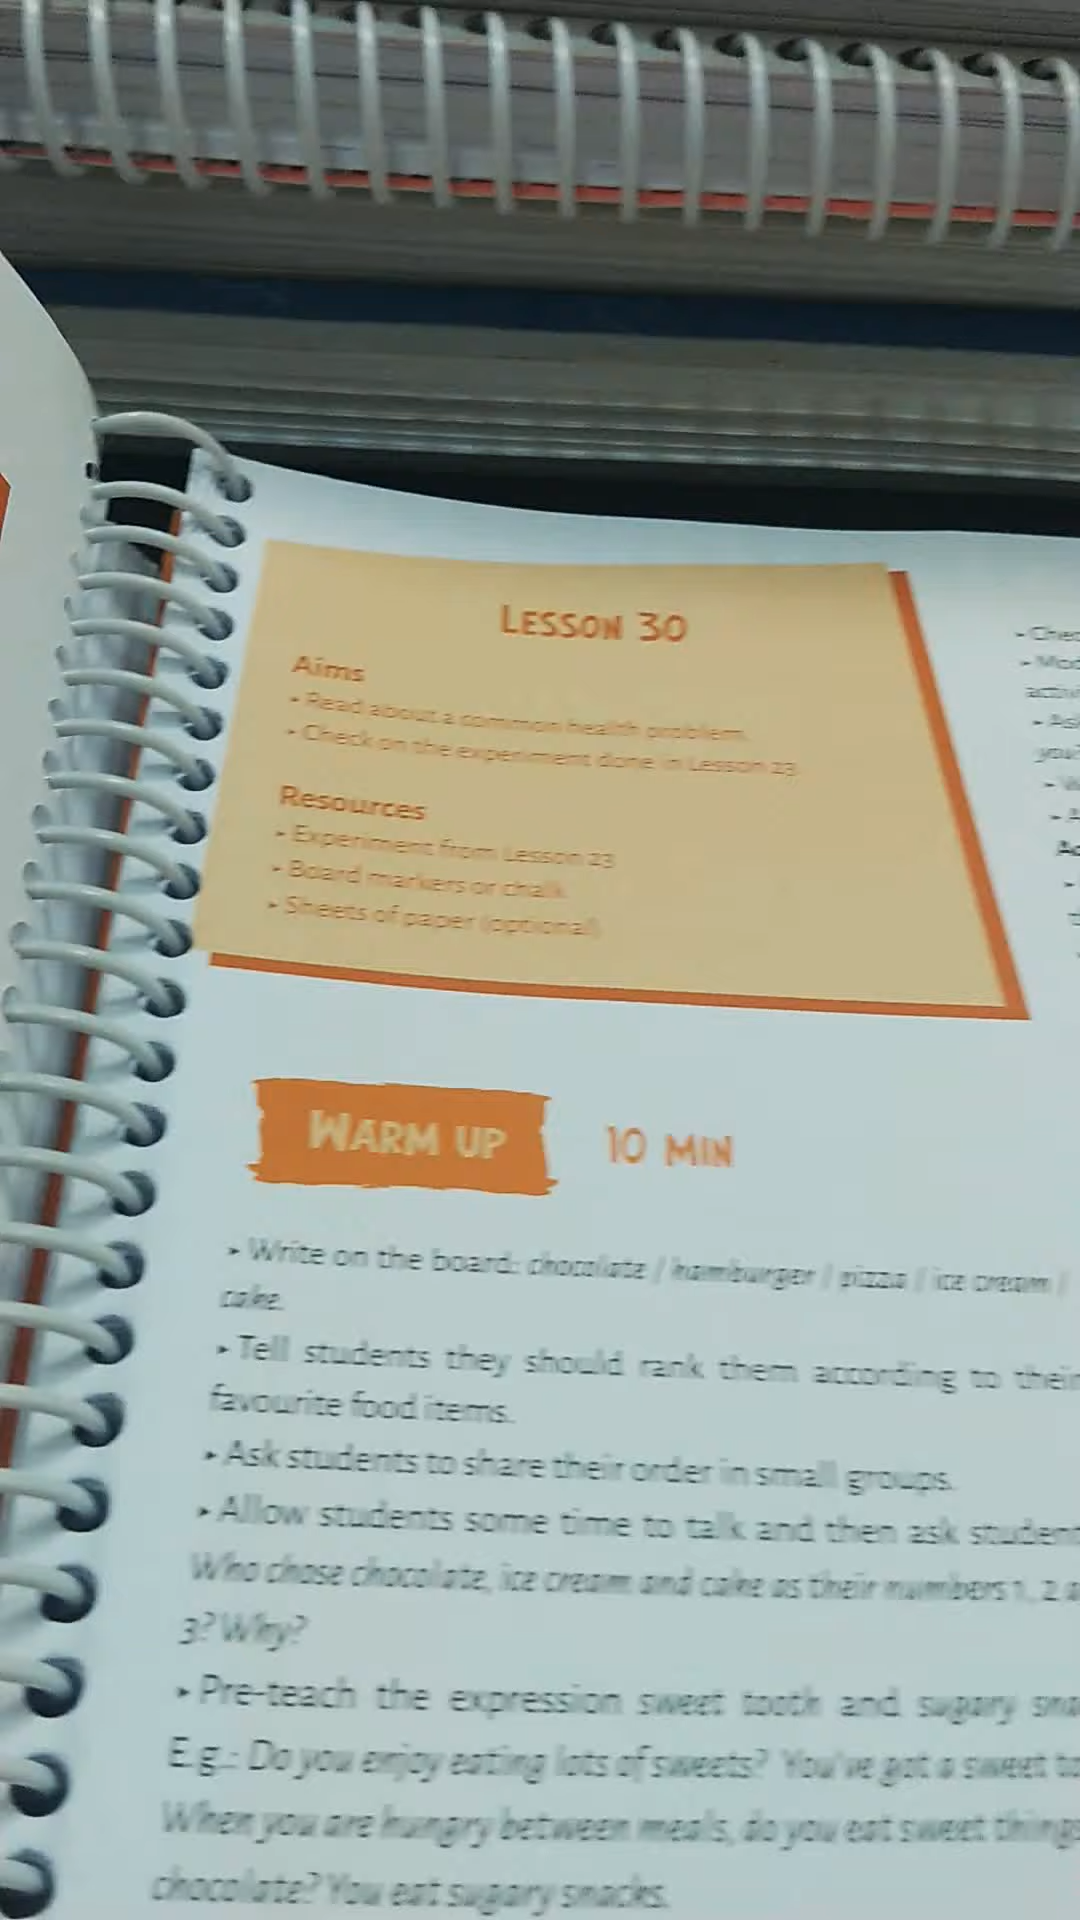 LESSON 30
Aims
▸ Read about a common health problem.
▸ Check on the experiment done in Lesson 23.
Resources
▸ Experiment from Lesson 23
▸ Board markers or chalk
▸ Sheets of paper (optional)
WARM UP 10 MIN
▸ Write on the board: chocolate / hamburger / pizza / ice cream /
cake.
▸ Tell students they should rank them according to their
favourite food items.
▸ Ask students to share their order in small groups.
▸ Allow students some time to talk and then ask
Who chose chocolate, ice cream and cake as their numbers 1, 2
3? Why?
▸ Pre-teach the expression sweet tooth and sugary
E.g.: Do you enjoy eating lots of sweets? You've got a sweet
When you are hungry between meals, do you eat sweet things
chocolate? You eat sugary snacks.